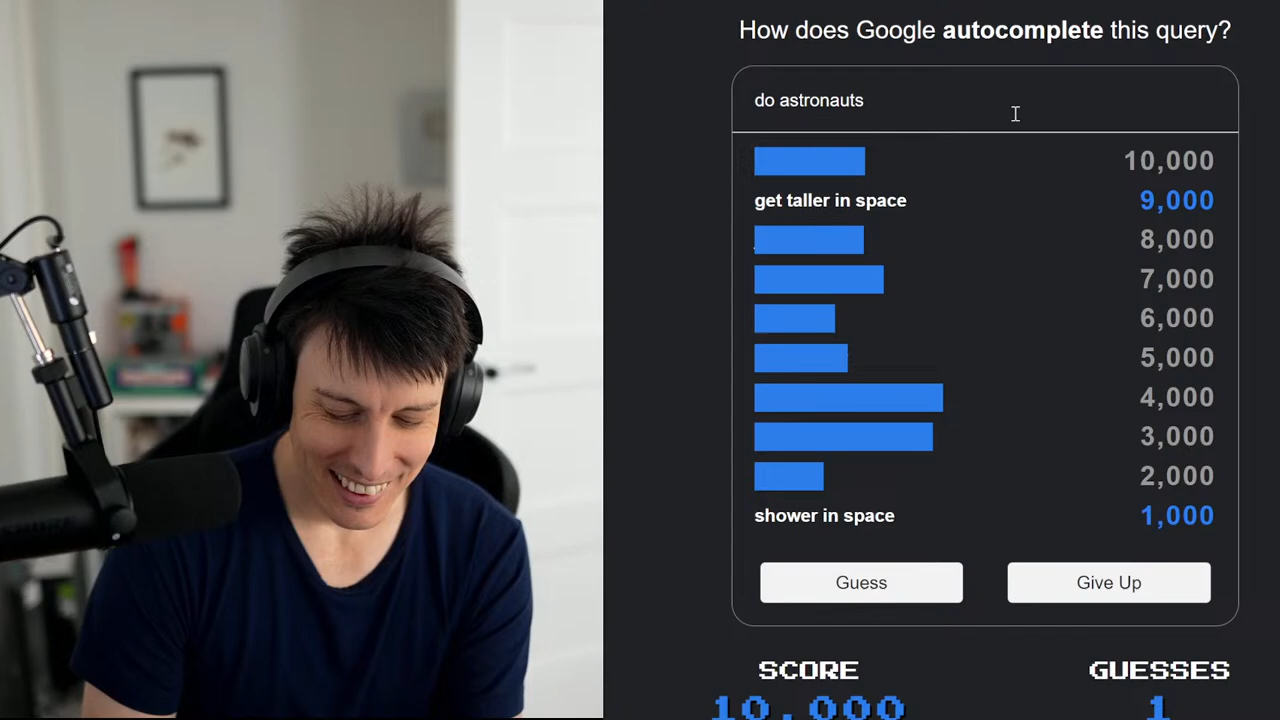 How does Google autocomplete this query?
do astronauts
10,000
get taller in space 9,000
8,000
7,000
6,000
5,000
4,000
3,000
2,000
shower in space 1,000
Guess Give Up
SCORE GUESSES
10,000 1